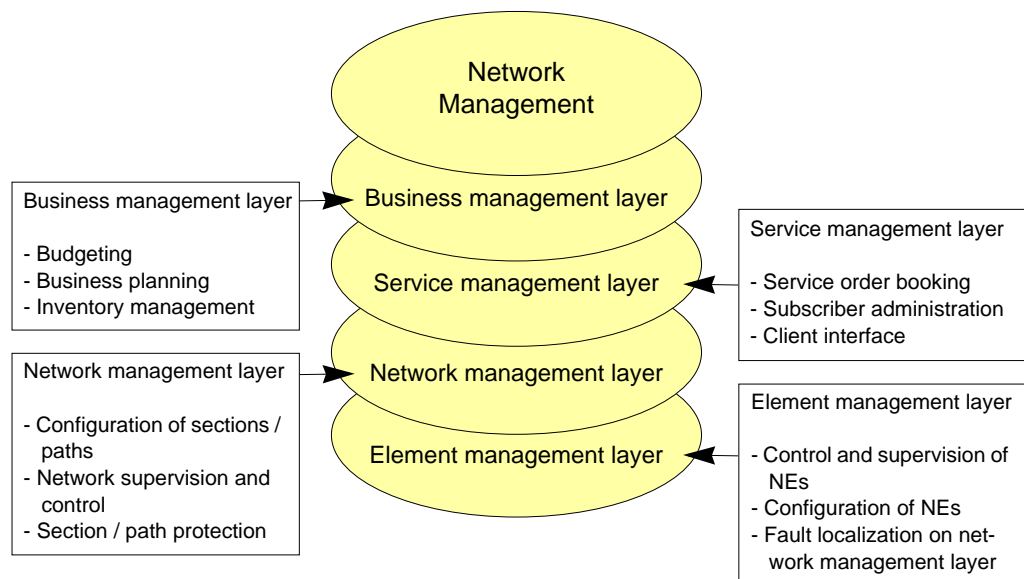 Network
Management
Business management layer
Service management layer
Network management layer
Element management layer
Business management layer
- Budgeting
- Business planning
- Inventory management
Network management layer
- Configuration of sections /
paths
- Network supervision and
control
- Section / path protection
Service management layer
- Service order booking
- Subscriber administration
- Client interface
Element management layer
- Control and supervision of
NEs
- Configuration of NEs
- Fault localization on net-
work management layer